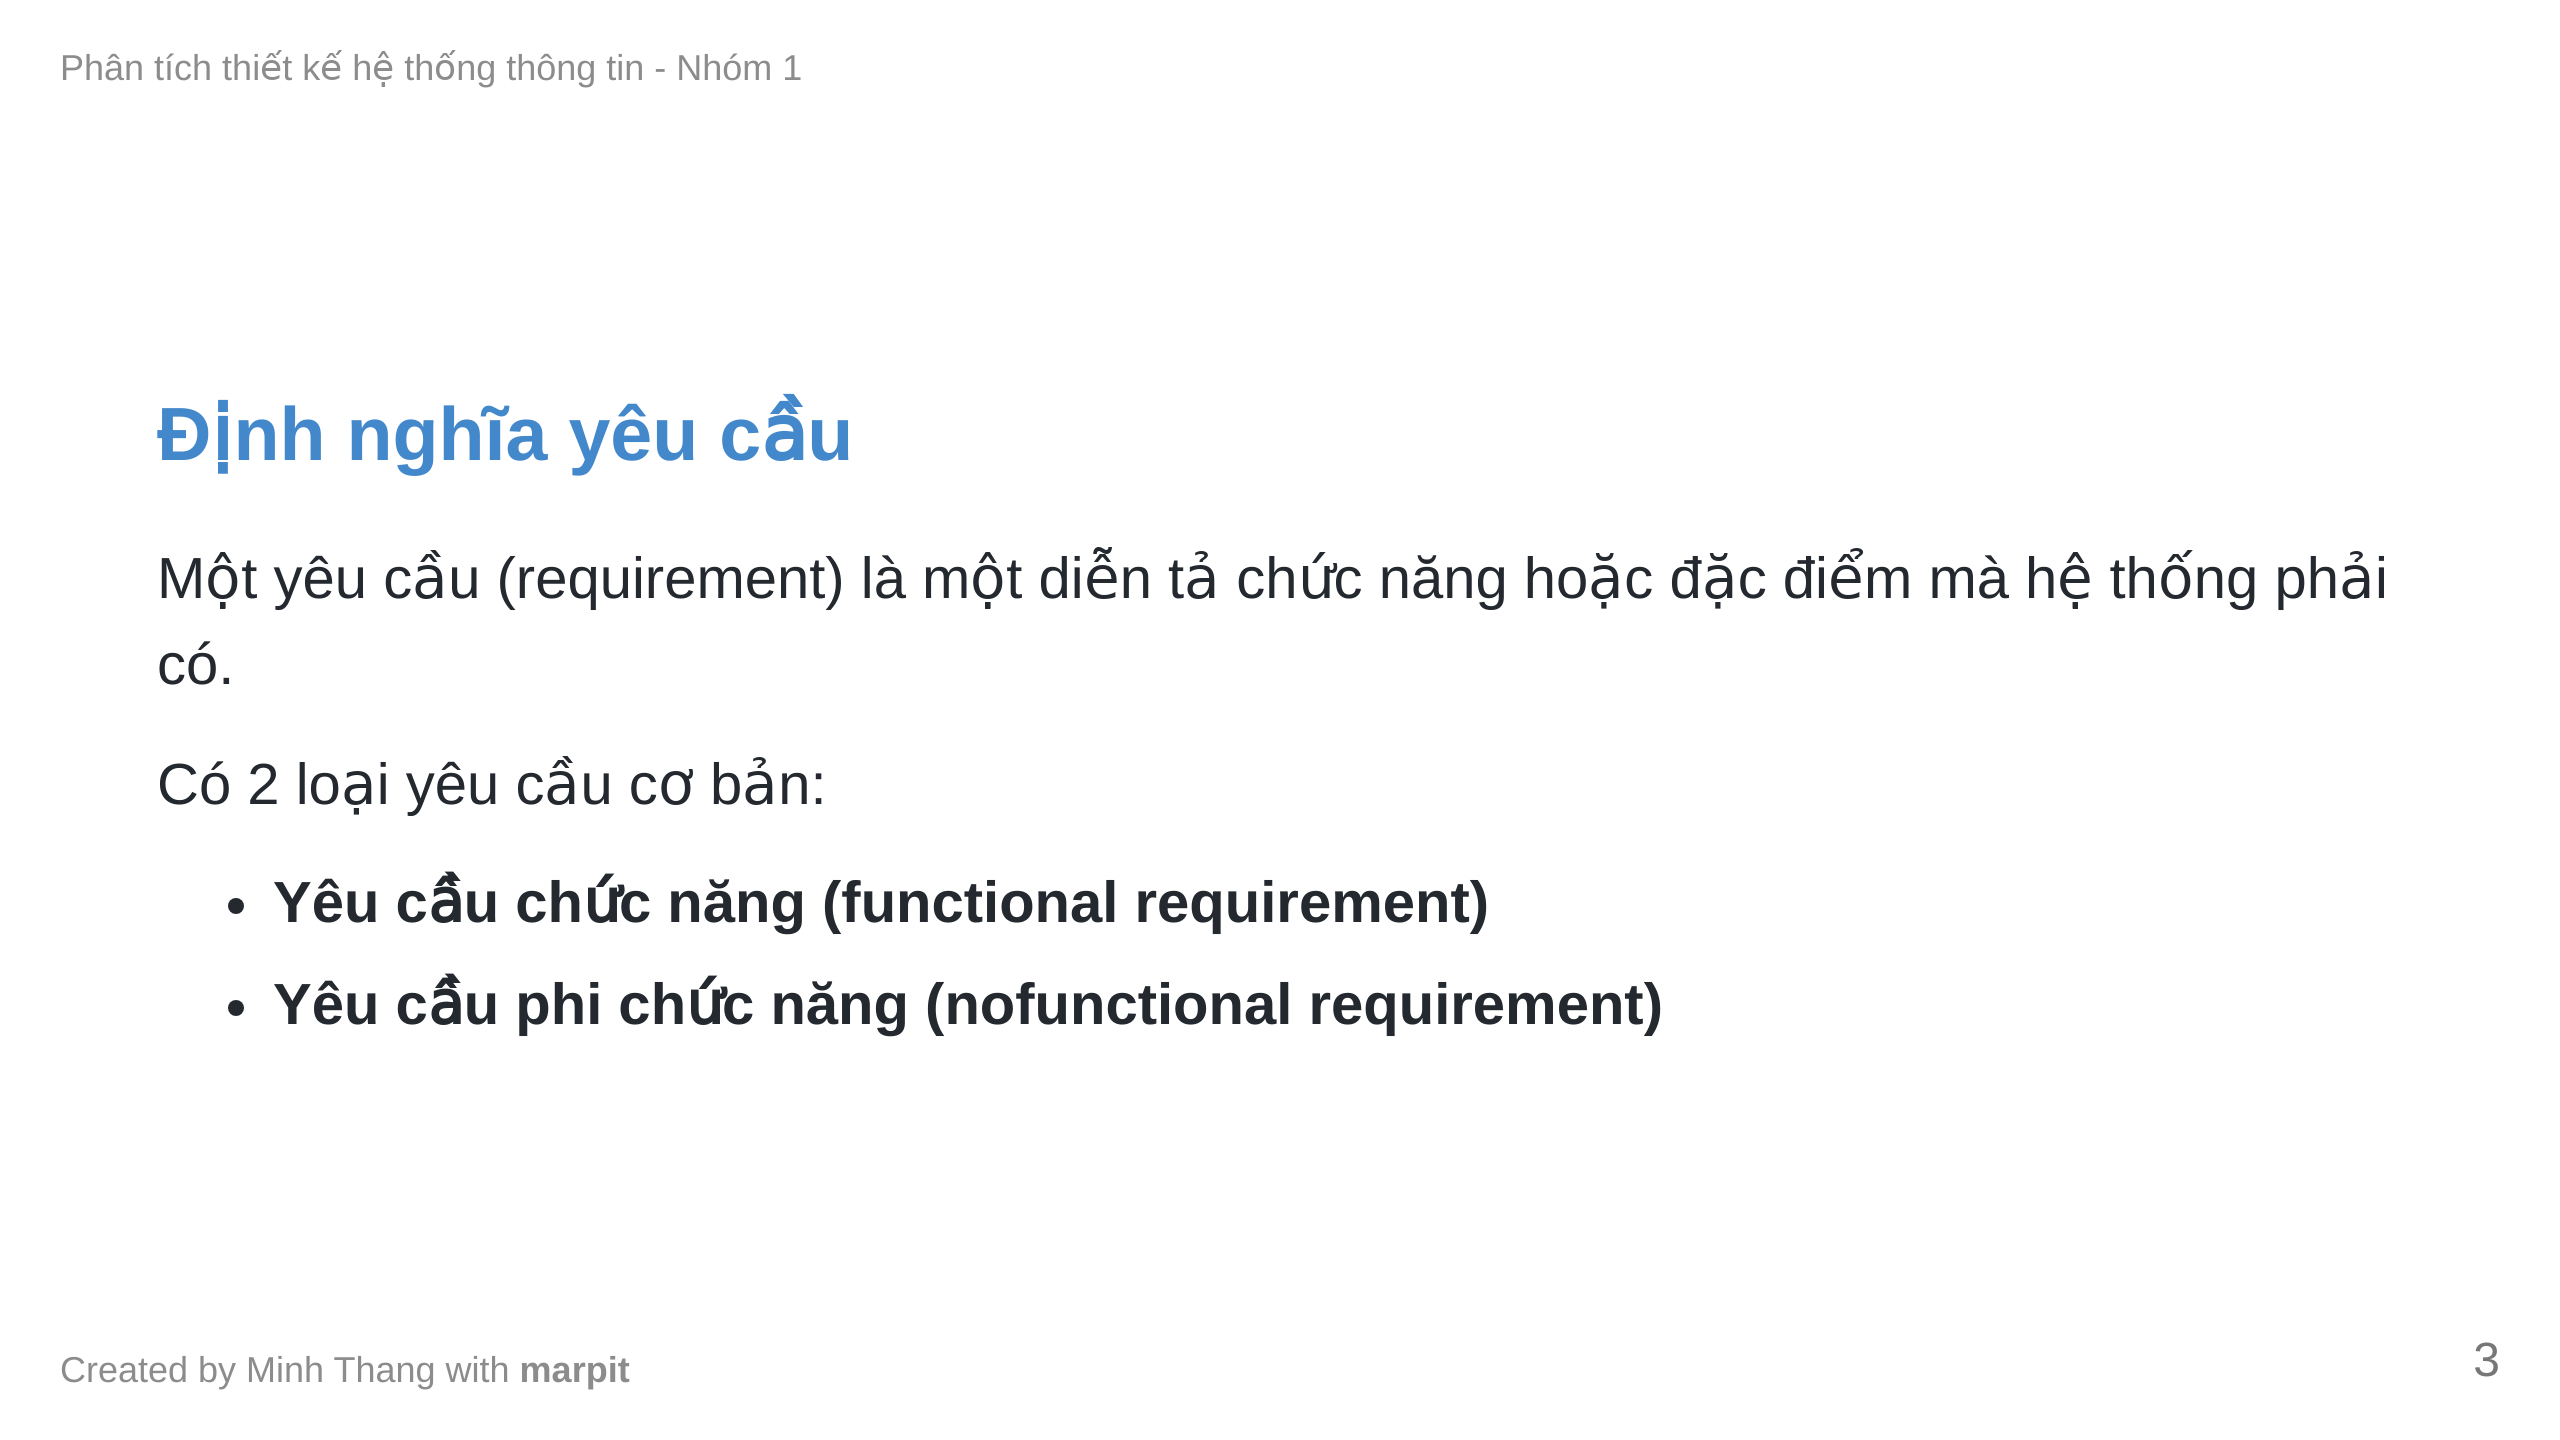 Phân tích thiết kế hệ thống thông tin - Nhóm 1
Định nghĩa yêu cầu
Một yêu cầu (requirement) là một diễn tả chức năng hoặc đặc điểm mà hệ thống phải
có.
Có 2 loại yêu cầu cơ bản:
• Yêu cầu chức năng (functional requirement)
• Yêu cầu phi chức năng (nofunctional requirement)
Created by Minh Thang with marpit
3